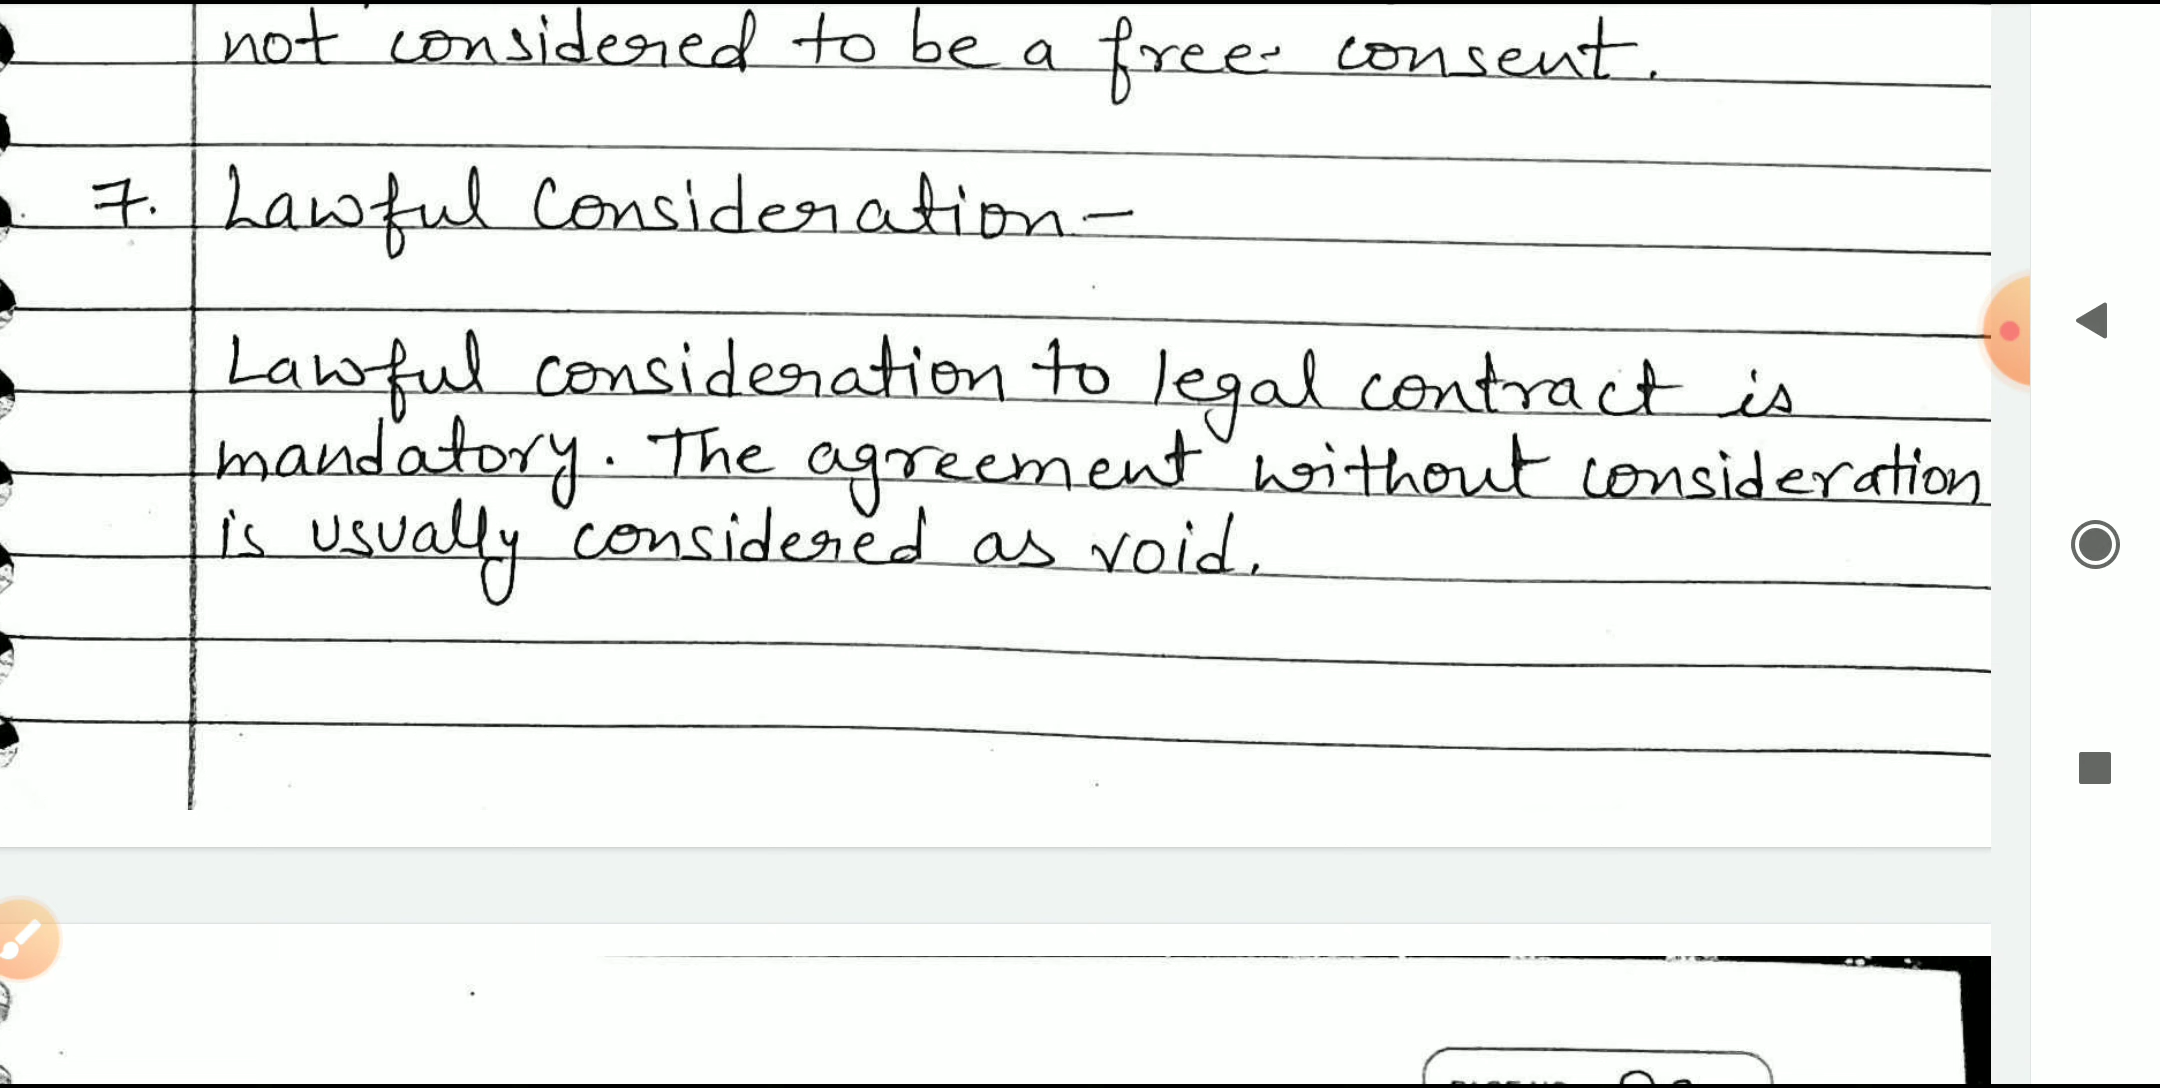 not considered to be a free consent.
7. Lawful Consideration-
Lawful consideration to legal contract is
mandatory. The agreement without consideration
is usually considered as void.